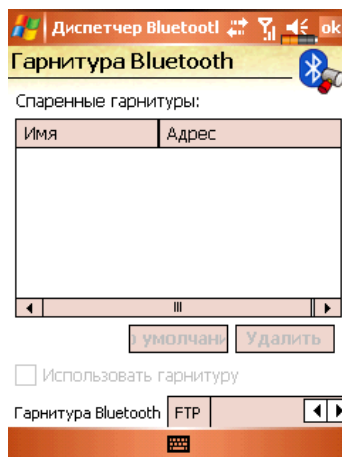 Диспетчер Bluetootl ok
Гарнитура Bluetooth
Спаренные гарнитуры:
Имя Адрес
умолчани Удалить
Использовать гарнитуру
Гарнитура Bluetooth FTP